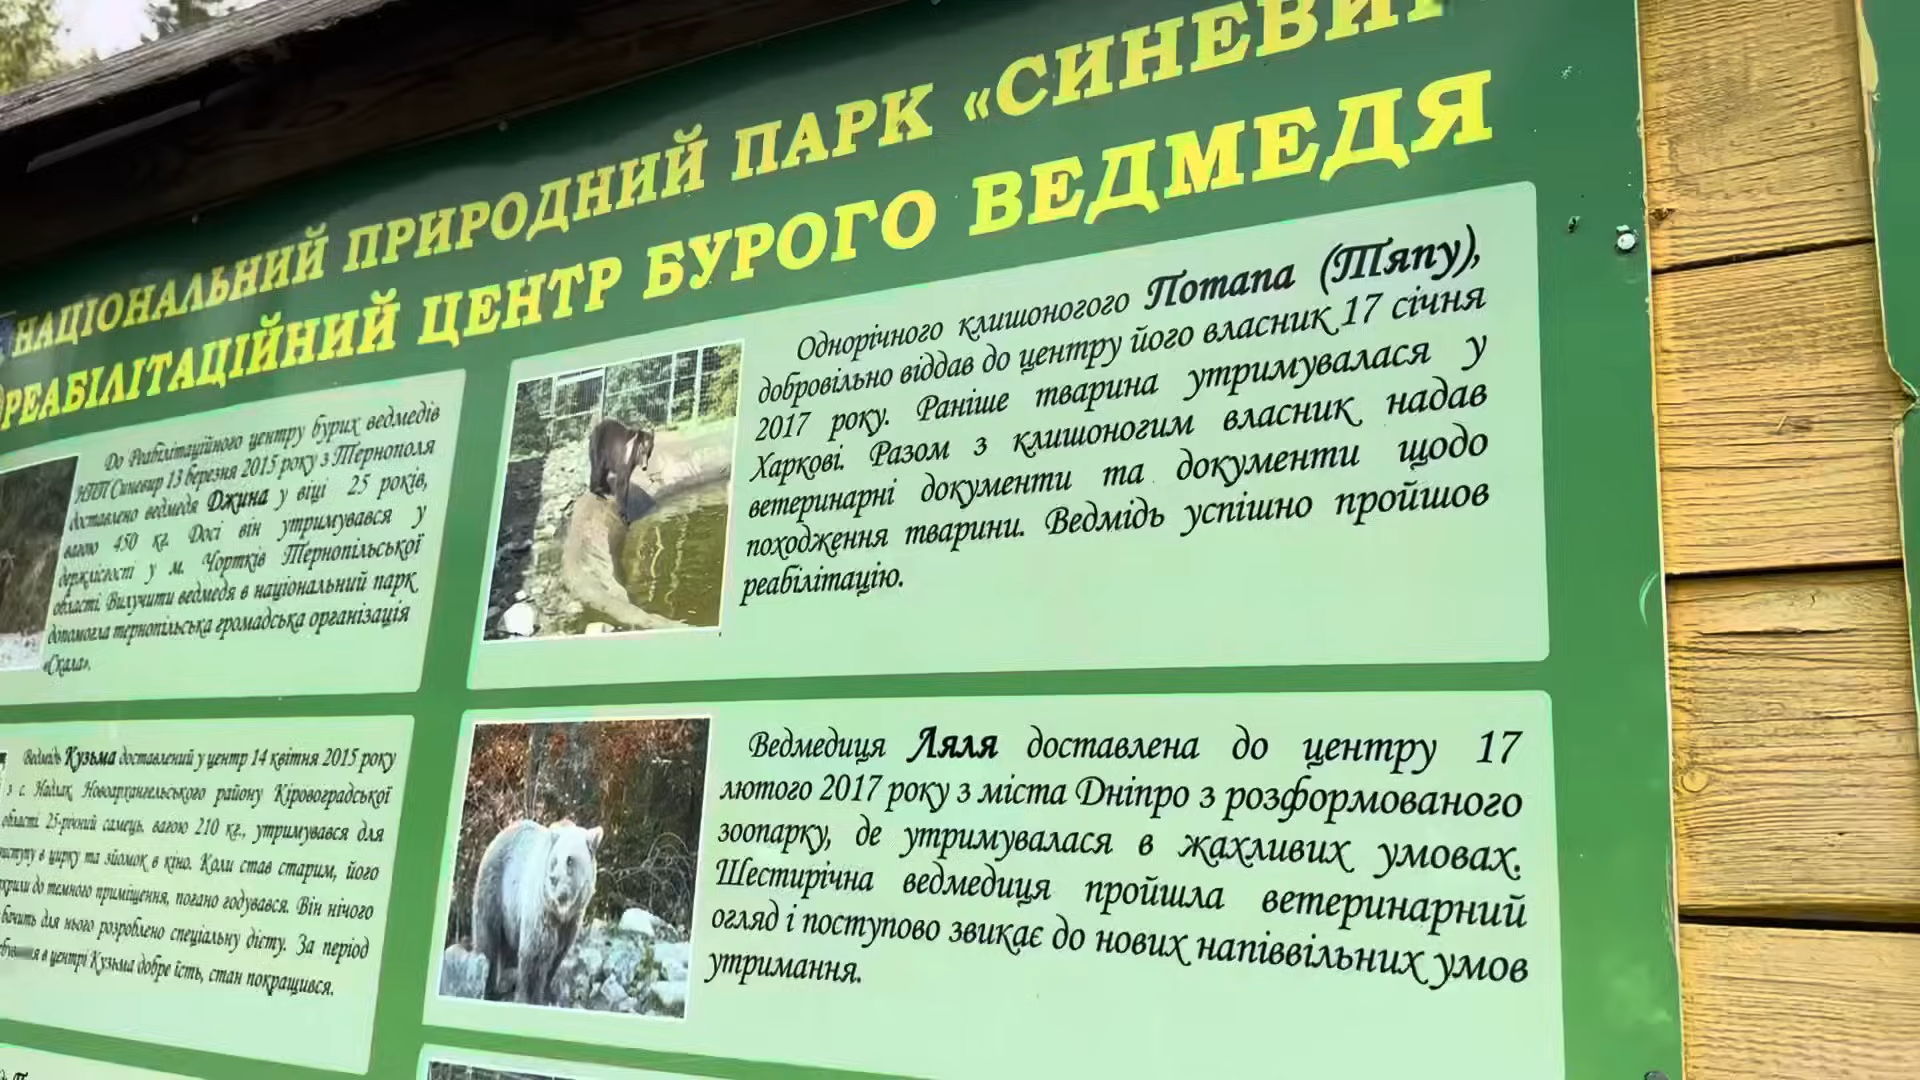 НАЦІОНАЛЬНИЙ ПРИРОДНИЙ ПАРК «СИНЕВИР
РЕАБІЛІТАЦІЙНИЙ ЦЕНТР БУРОГО ВЕДМЕДЯ
До Реабілітаційного центру бурих ведмедів
НПП Синевир 13 березня 2015 року з Тернополя
доставлено ведмедя Джина у віці 25 років,
вагою 450 кг. Досі він утримувався у
держлісгості у м. Чортків Тернопільської
області. Вилучити ведмедя в національний парк
допомогла тернопільська громадська організація
«Скала».
Однорічного клишоногого Потапа (Тяпу),
добровільно віддав до центру його власник 17 січня
2017 року. Раніше тварина утримувалася у
Харкові. Разом з клишоногим власник надав
ветеринарні документи та документи щодо
походження тварини. Ведмідь успішно пройшов
реабілітацію.
Ведмідь Кузьма доставлений у центр 14 квітня 2015 року
з с. Надлак, Новоархангельського району Кіровоградської
області. 25-річний самець, вагою 210 кг., утримувався для
виступу в цирку та зйомок в кіно. Коли став старим, його
до темного приміщення, погано годувався. Він нічого
бачить для нього розроблено спеціальну дієту. За період
в центрі Кузьма добре їсть, стан покращився.
Ведмедиця Ляля доставлена до центру 17
лютого 2017 року з міста Дніпро з розформованого
зоопарку, де утримувалася в жахливих умовах.
Шестирічна ведмедиця пройшла ветеринарний
огляд і поступово звикає до нових напіввільних умов
утримання.